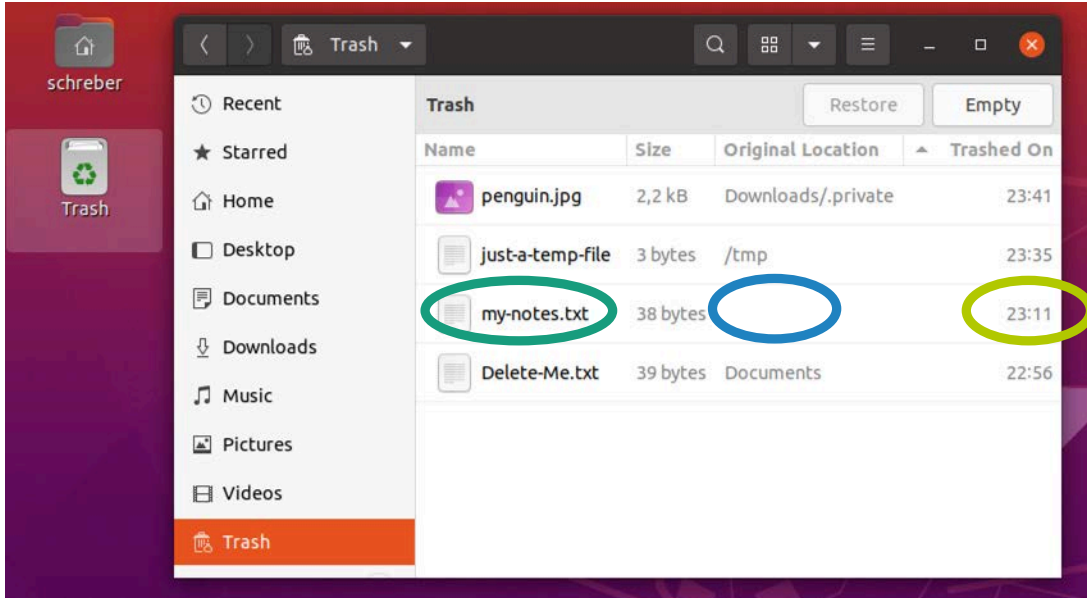 schreber
Trash
Trash
Recent
Starred
Home
Desktop
Documents
Downloads
Music
Pictures
Videos
Trash
Trash Restore Empty
Name Size Original Location Trashed On
penguin.jpg 2,2 kB Downloads/.private 23:41
just-a-temp-file 3 bytes /tmp 23:35
my-notes.txt 38 bytes 23:11
Delete-Me.txt 39 bytes Documents 22:56